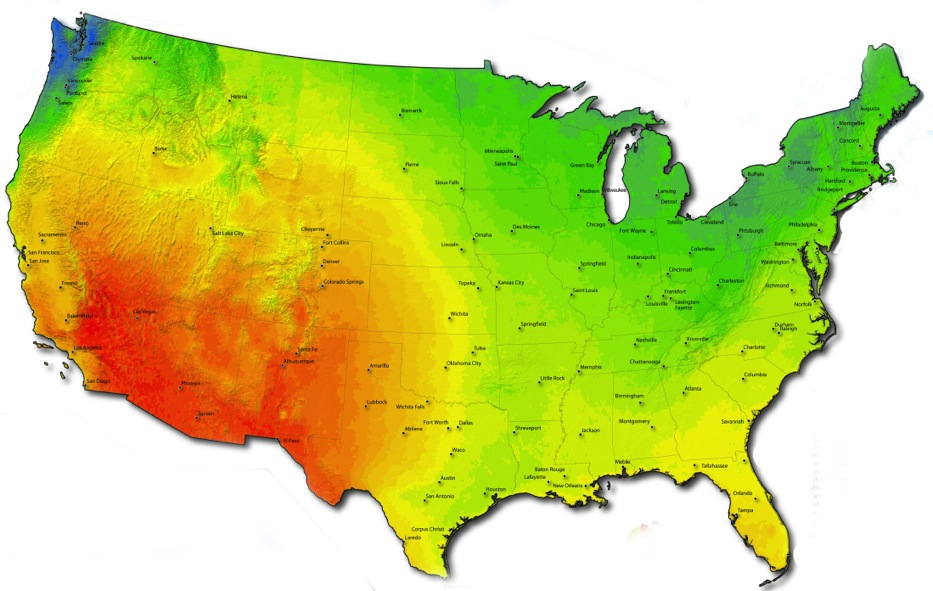 Seattle
Olympia
Spokane
Vancouver
Portland
Salem
Helena
Bismarck
Boise
Pierre
Minneapolis
Saint Paul
Green Bay
Augusta
Montpelier
Concord
Syracuse
Albany
Boston
Providence
Hartford
Bridgeport
Buffalo
Sioux Falls
Madison
Milwaukee
Lansing
Detroit
Erie
Reno
Sacramento
Salt Lake City
Cheyenne
Fort Collins
Lincoln
Omaha
Des Moines
Chicago
Fort Wayne
Toledo
Cleveland
Pittsburgh
Philadelphia
San Francisco
San Jose
Denver
Colorado Springs
Springfield
Indianapolis
Columbus
Cincinnati
Baltimore
Washington
Fresno
Topeka
Kansas City
Saint Louis
Louisville
Frankfort
Lexington
Fayette
Charleston
Richmond
Norfolk
Bakersfield
Las Vegas
Wichita
Springfield
Durham
Raleigh
Los Angeles
Santa Fe
Albuquerque
Amarillo
Tulsa
Oklahoma City
Nashville
Knoxville
Chattanooga
Charlotte
San Diego
Phoenix
Little Rock
Memphis
Columbia
Tucson
Lubbock
Wichita Falls
Birmingham
Atlanta
El Paso
Abilene
Fort Worth
Dallas
Shreveport
Jackson
Montgomery
Savannah
Waco
Mobile
Tallahassee
Austin
San Antonio
Houston
Baton Rouge
Lafayette
New Orleans
Orlando
Tampa
Corpus Christi
Laredo